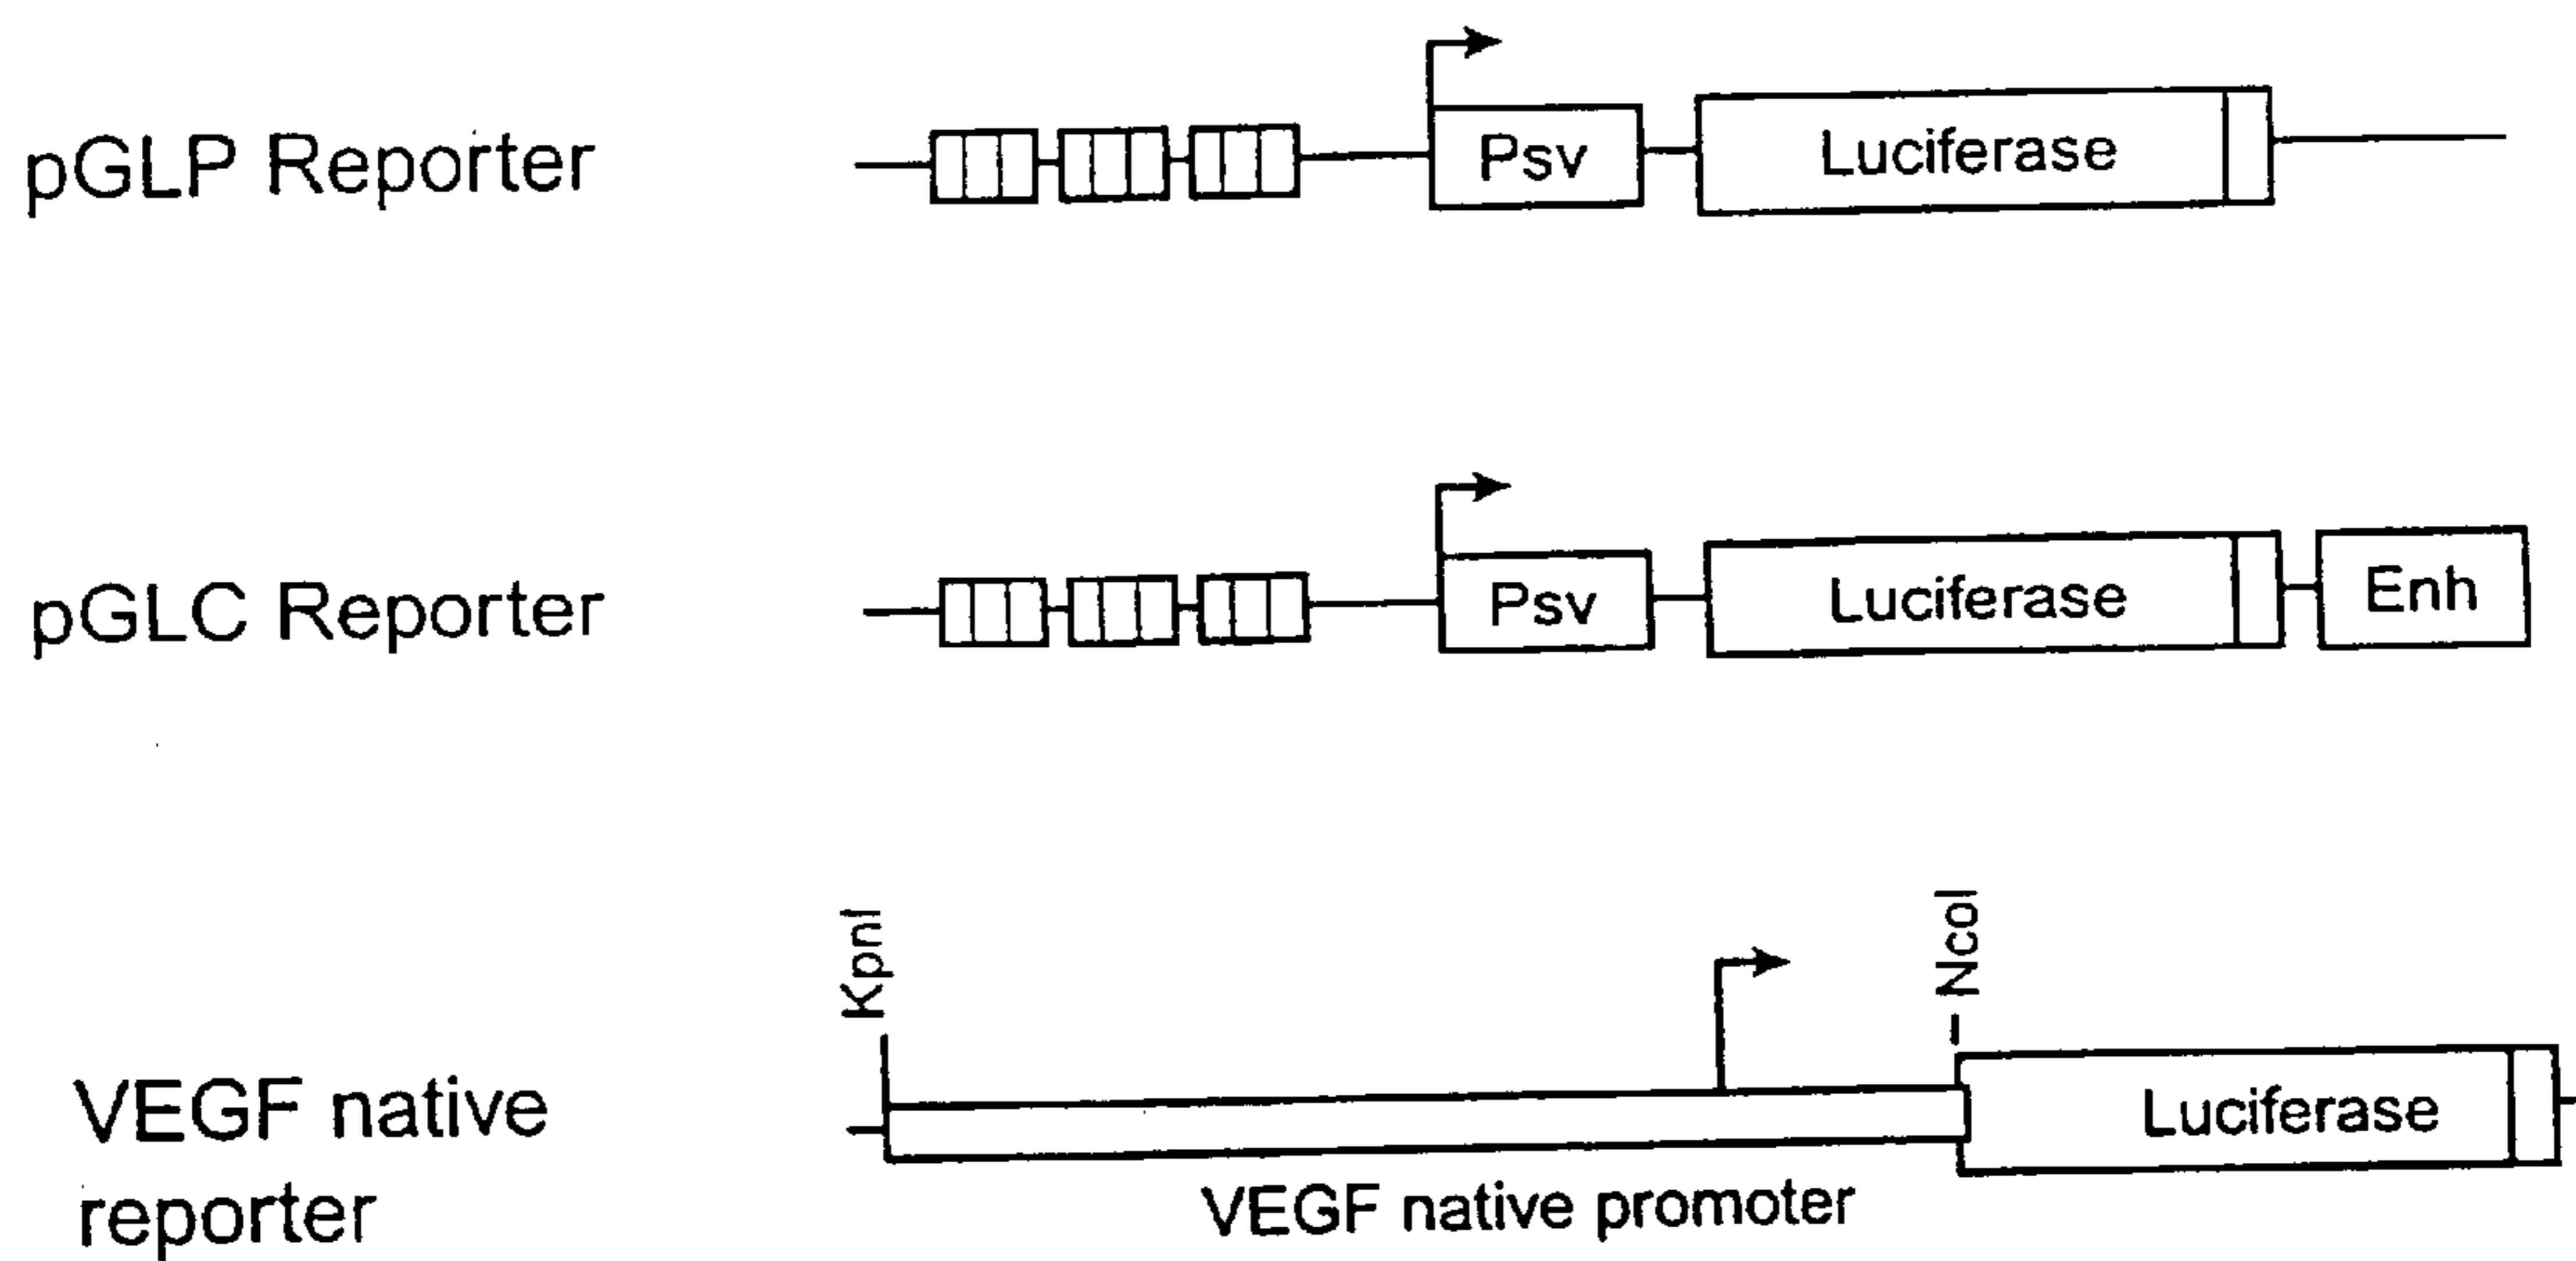 pGLP Reporter
Psv
Luciferase
pGLC Reporter
Psv
Luciferase
Enh
KpnI
NcoI
VEGF native
reporter
Luciferase
VEGF native promoter